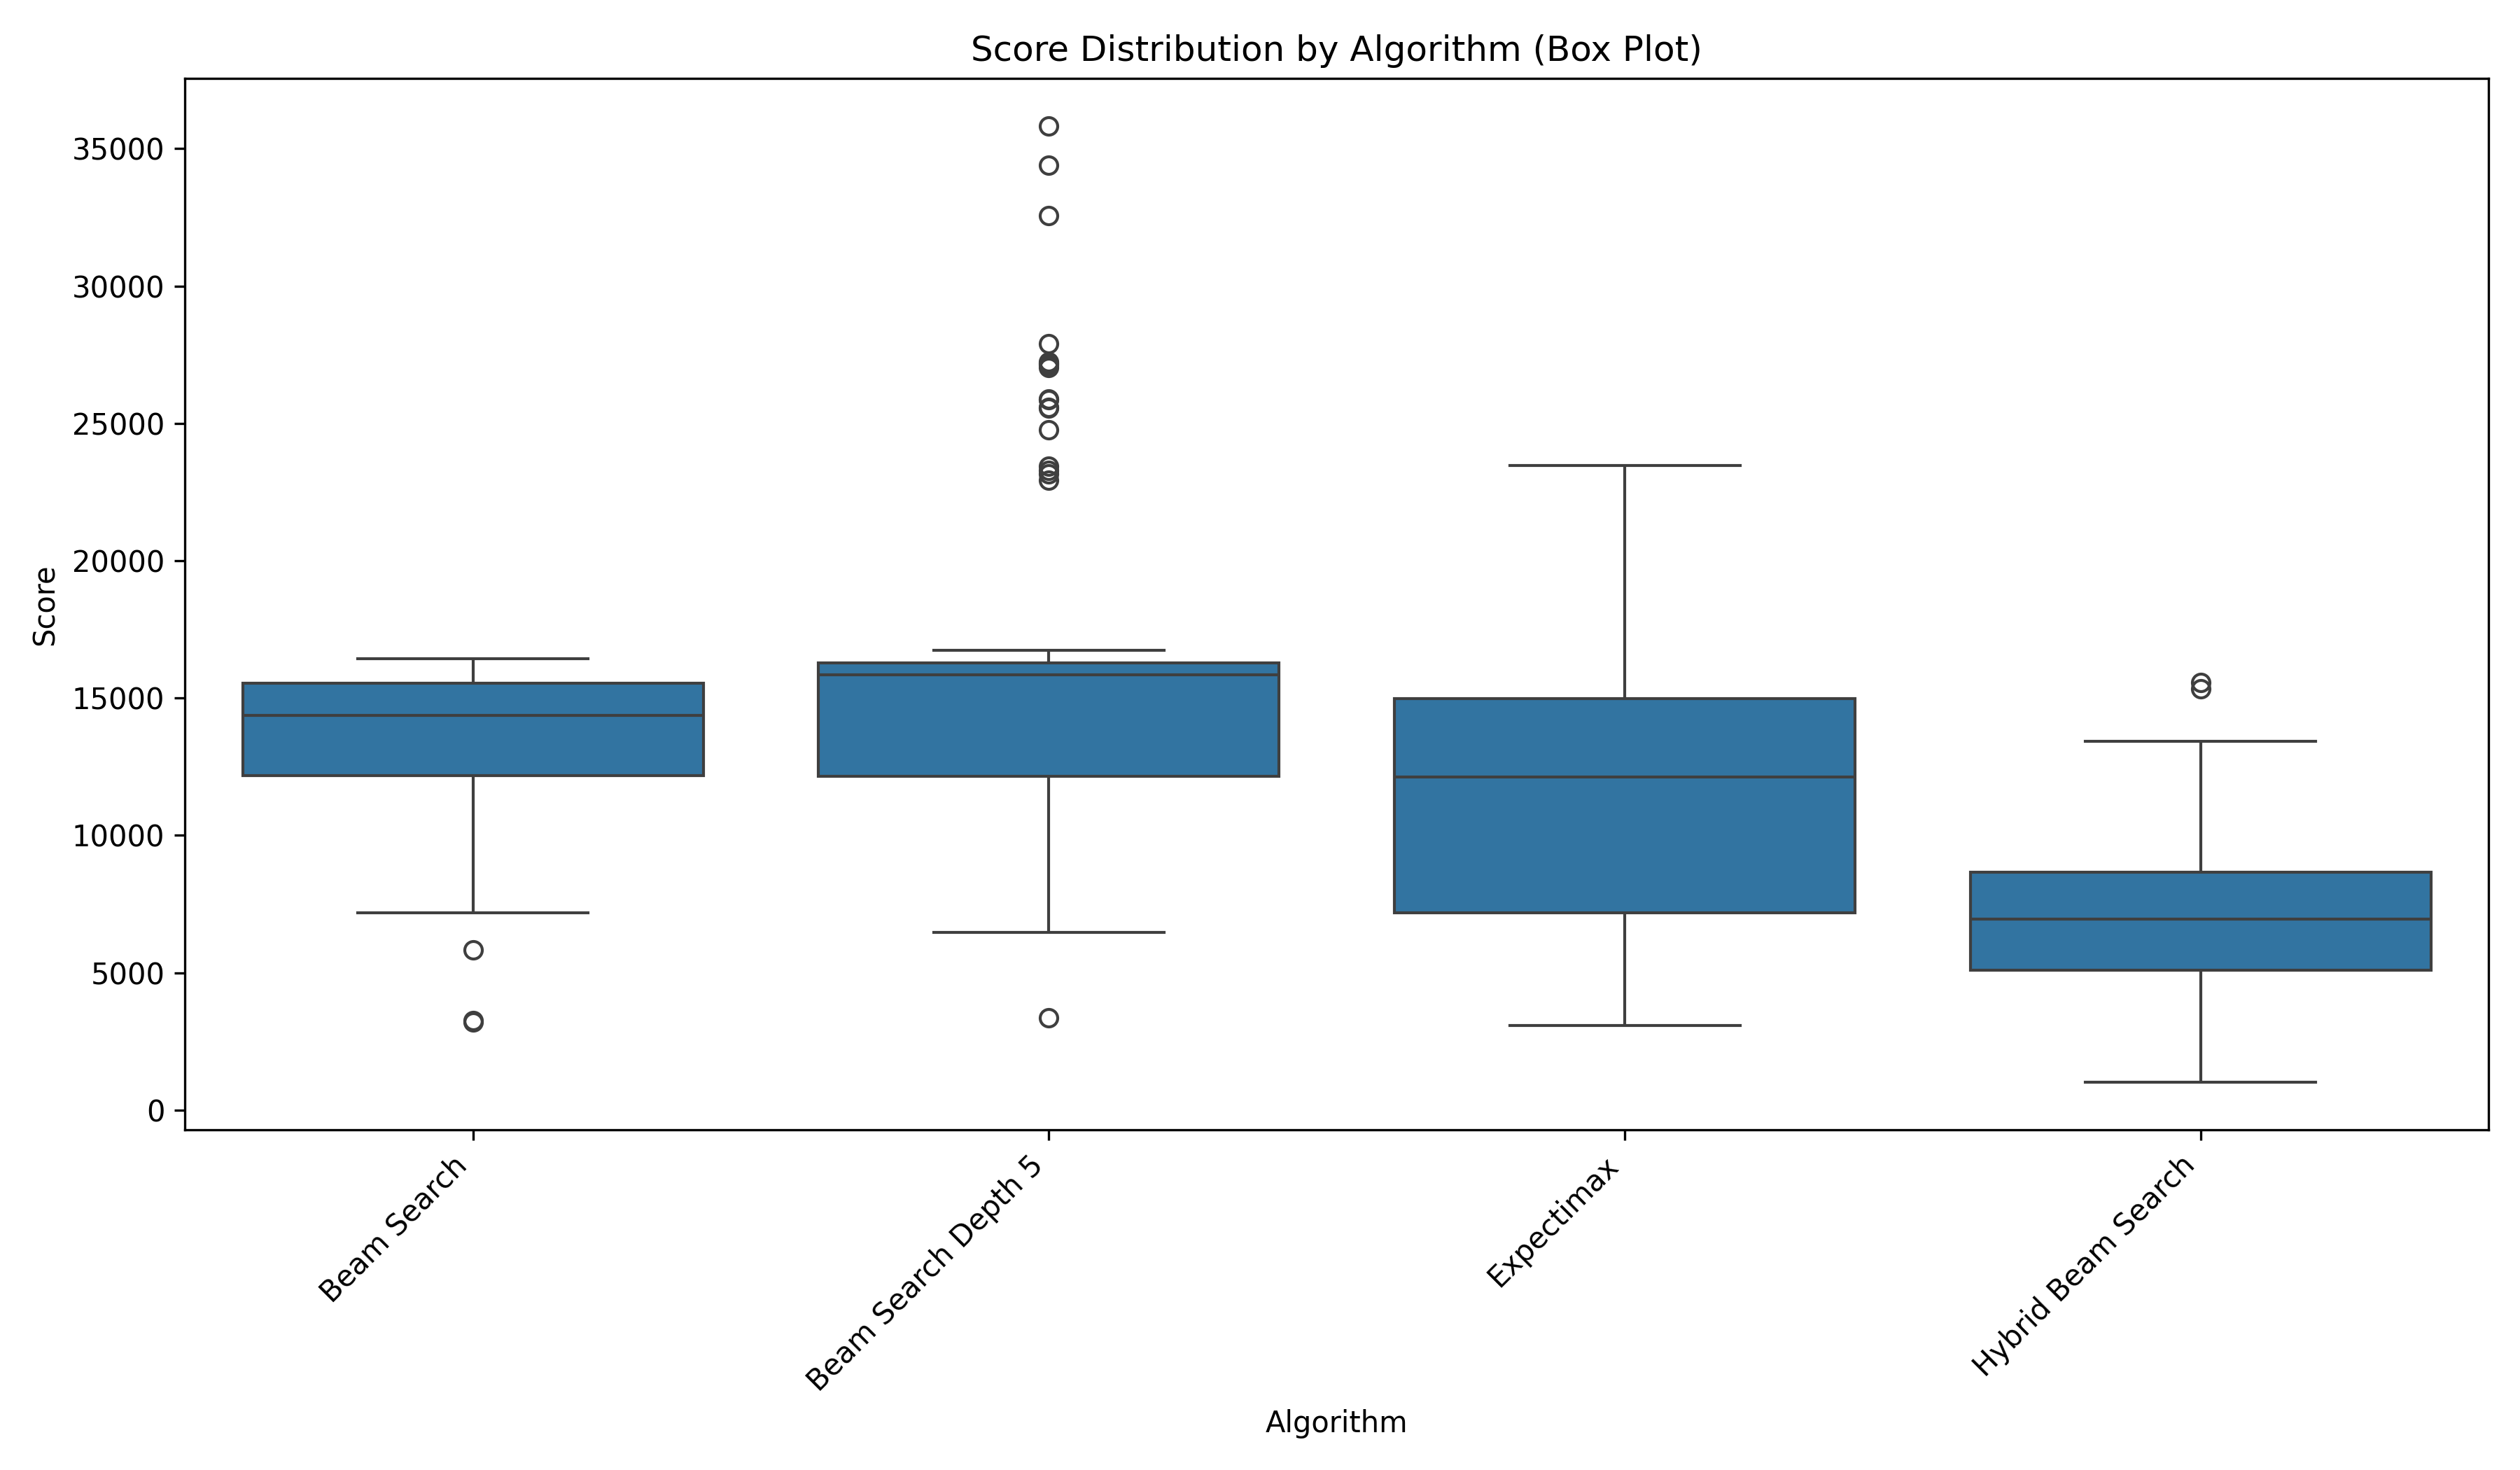 Score Distribution by Algorithm (Box Plot)
Score
35000
30000
25000
20000
15000
10000
5000
0
Beam Search
Beam Search Depth 5
Expectimax
Hybrid Beam Search
Algorithm